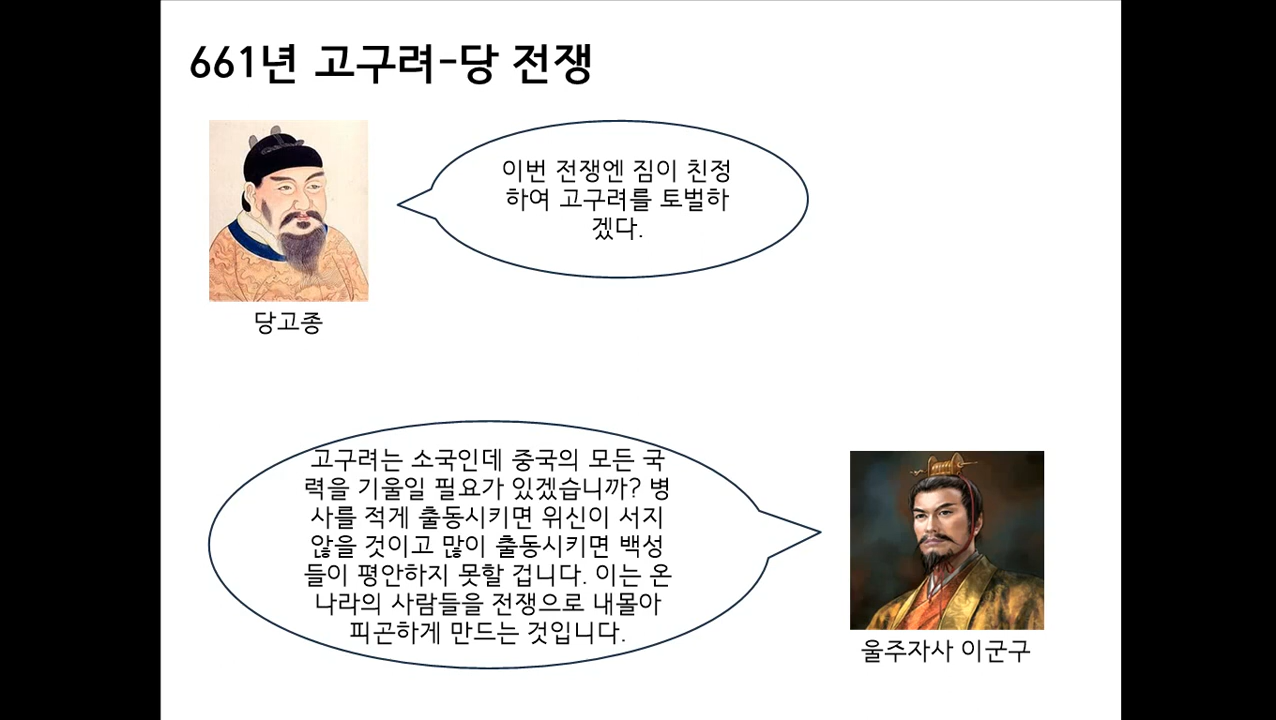 661년 고구려-당 전쟁
이번 전쟁엔 짐이 친정
하여 고구려를 토벌하
겠다.
당고종
고구려는 소국인데 중국의 모든 국
력을 기울일 필요가 있겠습니까? 병
사를 적게 출동시키면 위신이 서지
않을 것이고 많이 출동시키면 백성
들이 평안하지 못할 겁니다. 이는 온
나라의 사람들을 전쟁으로 내몰아
피곤하게 만드는 것입니다.
울주자사 이군구